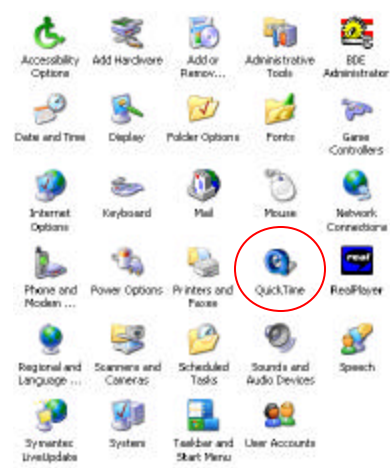 Accessibility Options
Add Hardware
Add or Remov...
Administrative Tools
BDE Administrator
Date and Time
Display
Folder Options
Fonts
Game Controllers
Internet Options
Keyboard
Mail
Mouse
Network Connections
Phone and Modem ...
Power Options
Printers and Faxes
QuickTime
real
RealPlayer
Regional and Language ...
Scanners and Cameras
Scheduled Tasks
Sounds and Audio Devices
Speech
Symantec LiveUpdate
System
Taskbar and Start Menu
User Accounts